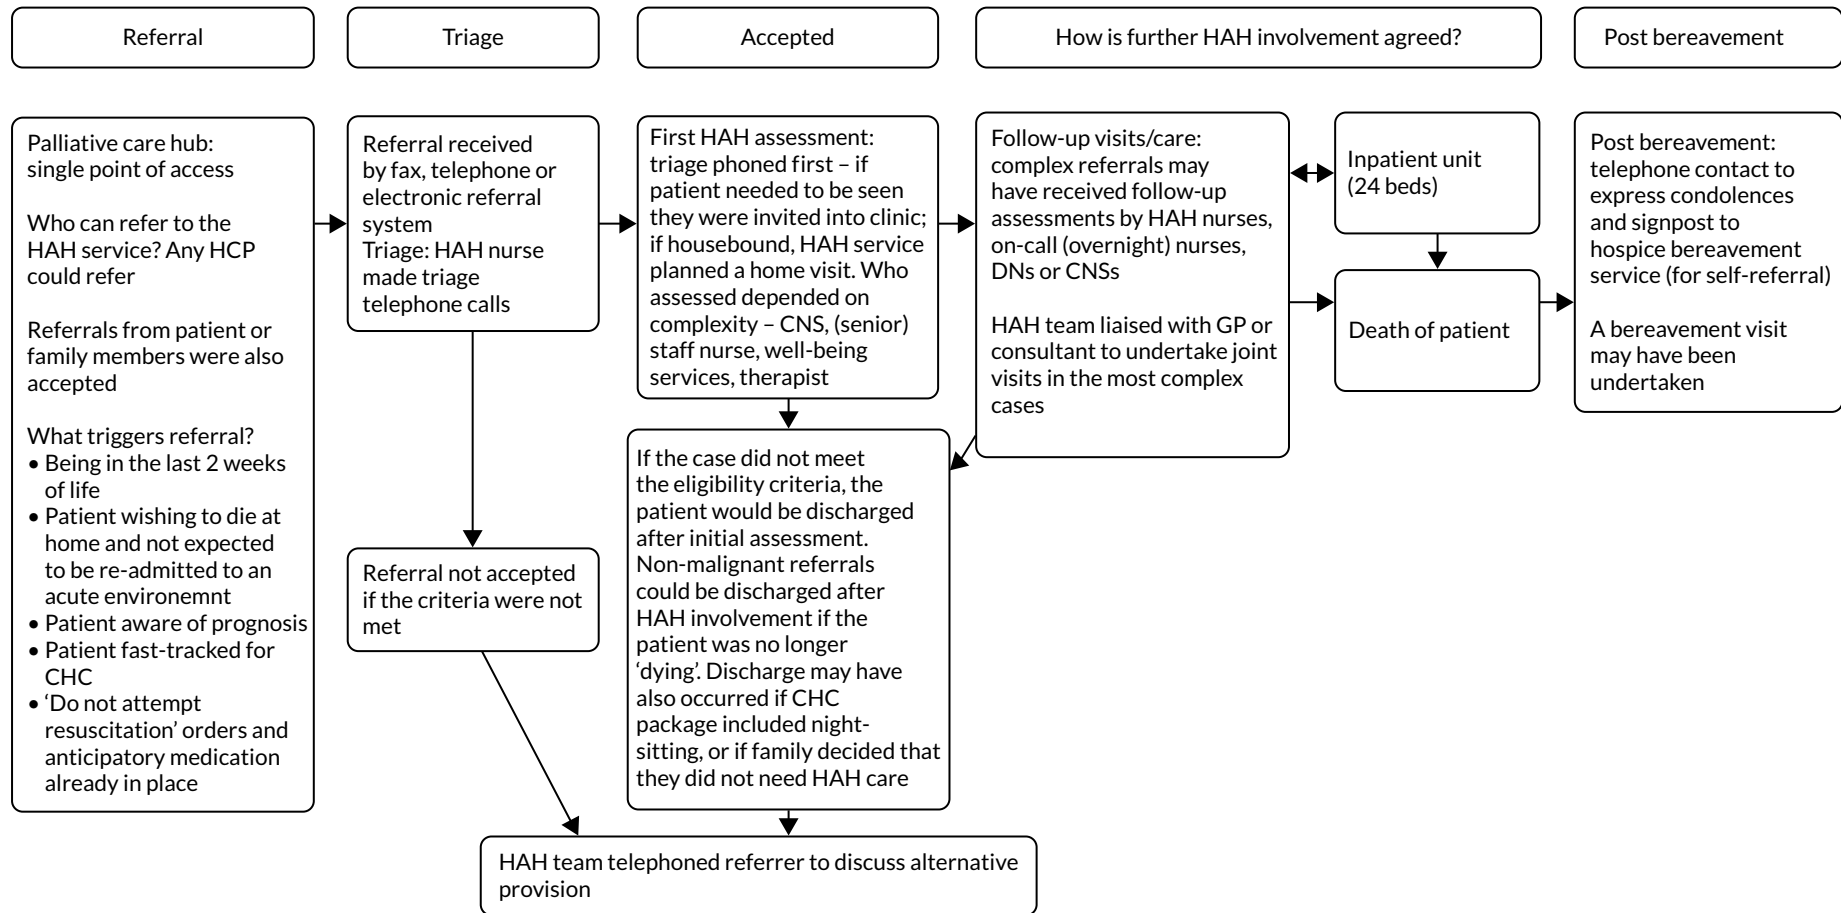 Referral
Triage
Accepted
How is further HAH involvement agreed?
Post bereavement
Palliative care hub:
single point of access
Who can refer to the
HAH service? Any HCP
could refer
Referrals from patient or
family members were also
accepted
What triggers referral?
• Being in the last 2 weeks
of life
• Patient wishing to die at
home and not expected
to be re-admitted to an
acute environemnt
• Patient aware of prognosis
• Patient fast-tracked for
CHC
• ‘Do not attempt
resuscitation’ orders and
anticipatory medication
already in place
Referral received
by fax, telephone or
electronic referral
system
Triage: HAH nurse
made triage
telephone calls
Referral not accepted
if the criteria were not
met
First HAH assessment:
triage phoned first – if
patient needed to be seen
they were invited into clinic;
if housebound, HAH service
planned a home visit. Who
assessed depended on
complexity – CNS, (senior)
staff nurse, well-being
services, therapist
If the case did not meet
the eligibility criteria, the
patient would be discharged
after initial assessment.
Non-malignant referrals
could be discharged after
HAH involvement if the
patient was no longer
‘dying’. Discharge may have
also occurred if CHC
package included night-
sitting, or if family decided that
they did not need HAH care
HAH team telephoned referrer to discuss alternative
provision
Follow-up visits/care:
complex referrals may
have received follow-up
assessments by HAH nurses,
on-call (overnight) nurses,
DNs or CNSs
HAH team liaised with GP or
consultant to undertake joint
visits in the most complex
cases
Inpatient unit
(24 beds)
Death of patient
Post bereavement:
telephone contact to
express condolences
and signpost to
hospice bereavement
service (for self-referral)
A bereavement visit
may have been
undertaken